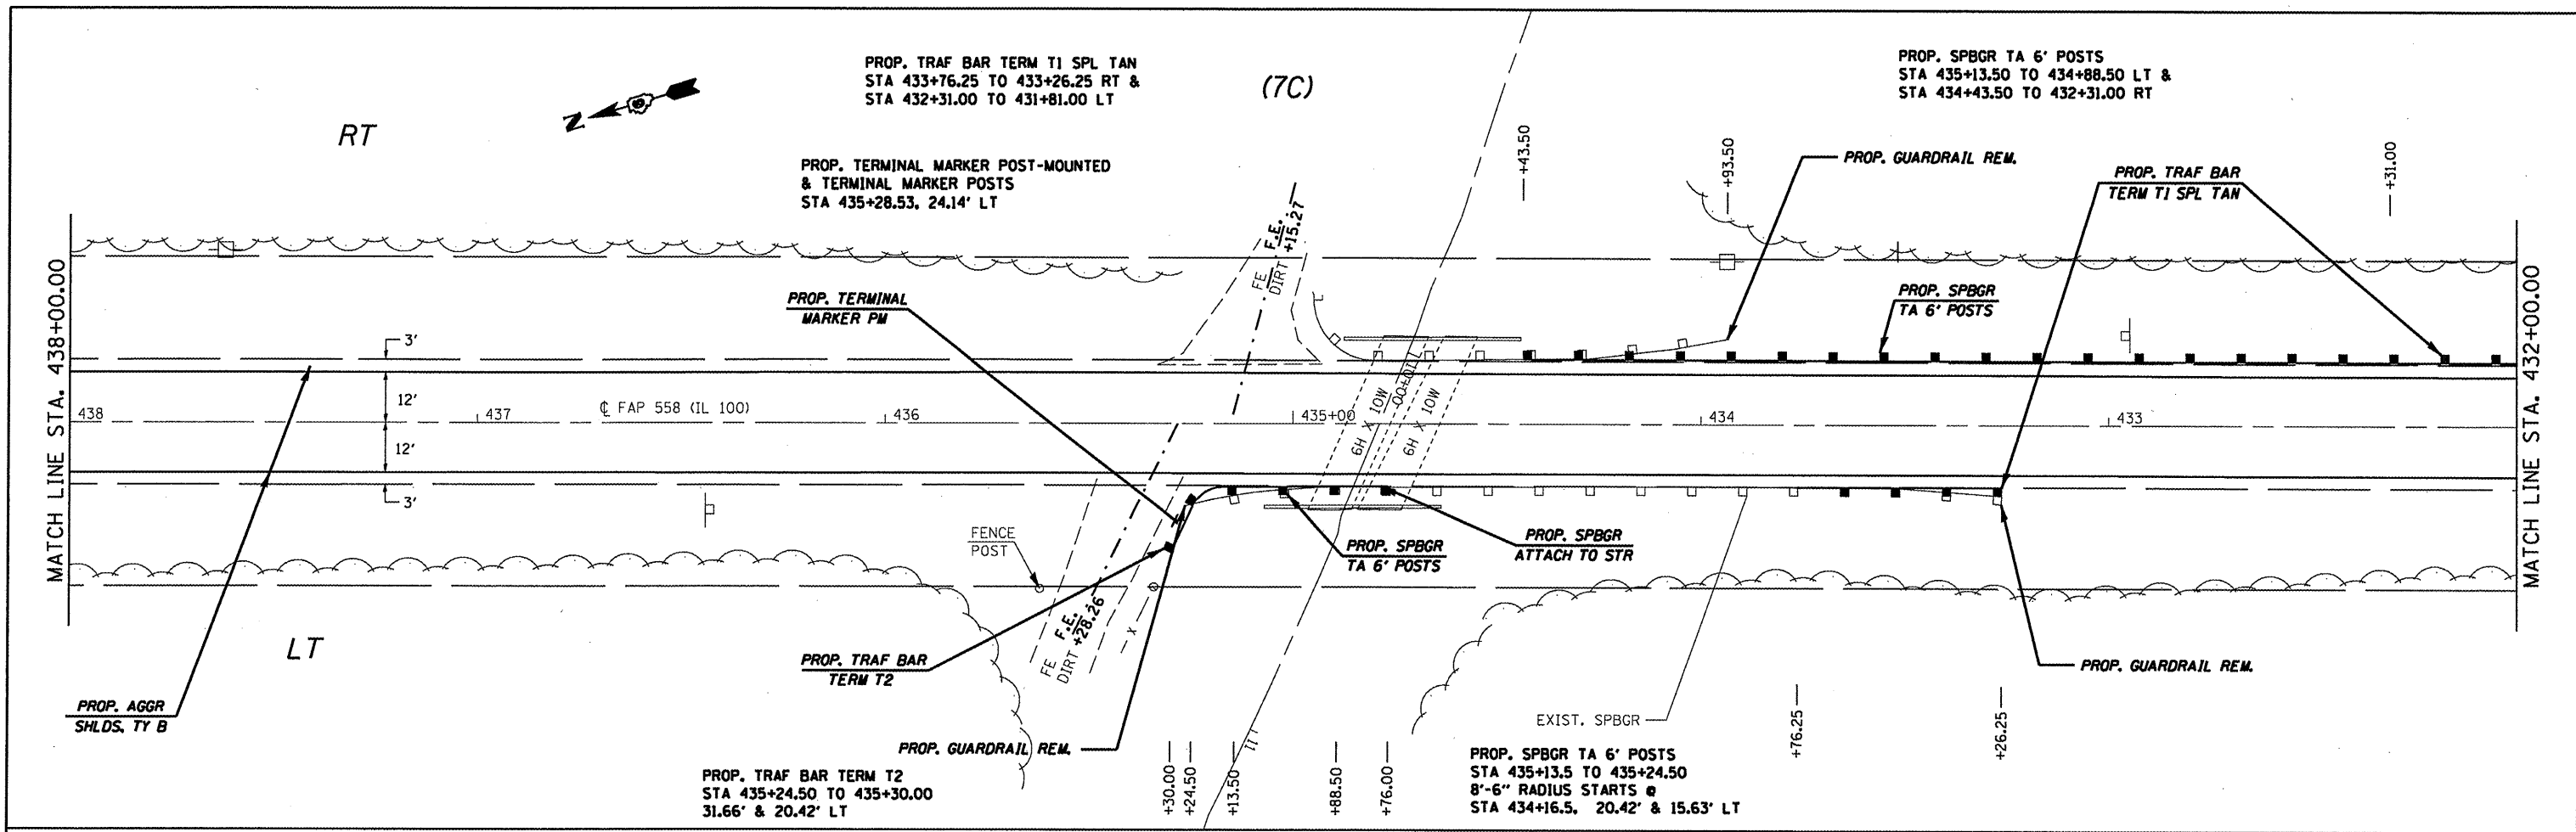 PROP. TRAF BAR TERM T1 SPL TAN
STA 433+76.25 TO 433+26.25 RT &
STA 432+31.00 TO 431+81.00 LT
(7C)
PROP. SPBGR TA 6' POSTS
STA 435+13.50 TO 434+88.50 LT &
STA 434+43.50 TO 432+31.00 RT
RT
N
PROP. TERMINAL MARKER POST-MOUNTED
& TERMINAL MARKER POSTS
STA 435+28.53, 24.14' LT
+43.50
+93.50
PROP. GUARDRAIL REM.
PROP. TRAF BAR
TERM T1 SPL TAN
+31.00
F.E.
+15.27
FE
DIRT
PROP. TERMINAL
MARKER PM
PROP. SPBGR
TA 6' POSTS
MATCH LINE STA. 438+00.00
3'
12'
12'
3'
438
437
℄ FAP 558 (IL 100)
436
435+00
434
433
6H X 10W
6H X 10W
MATCH LINE STA. 432+00.00
FENCE
POST
PROP. SPBGR
TA 6' POSTS
PROP. SPBGR
ATTACH TO STR
F.E.
+28.26
FE
DIRT
X
LT
PROP. TRAF BAR
TERM T2
PROP. GUARDRAIL REM.
PROP. AGGR
SHLDS. TY B
EXIST. SPBGR
PROP. GUARDRAIL REM.
PROP. TRAF BAR TERM T2
STA 435+24.50 TO 435+30.00
31.66' & 20.42' LT
+30.00
+24.50
+13.50
+88.50
+76.00
PROP. SPBGR TA 6' POSTS
STA 435+13.5 TO 435+24.50
8'-6" RADIUS STARTS @
STA 434+16.5, 20.42' & 15.63' LT
+76.25
+26.25